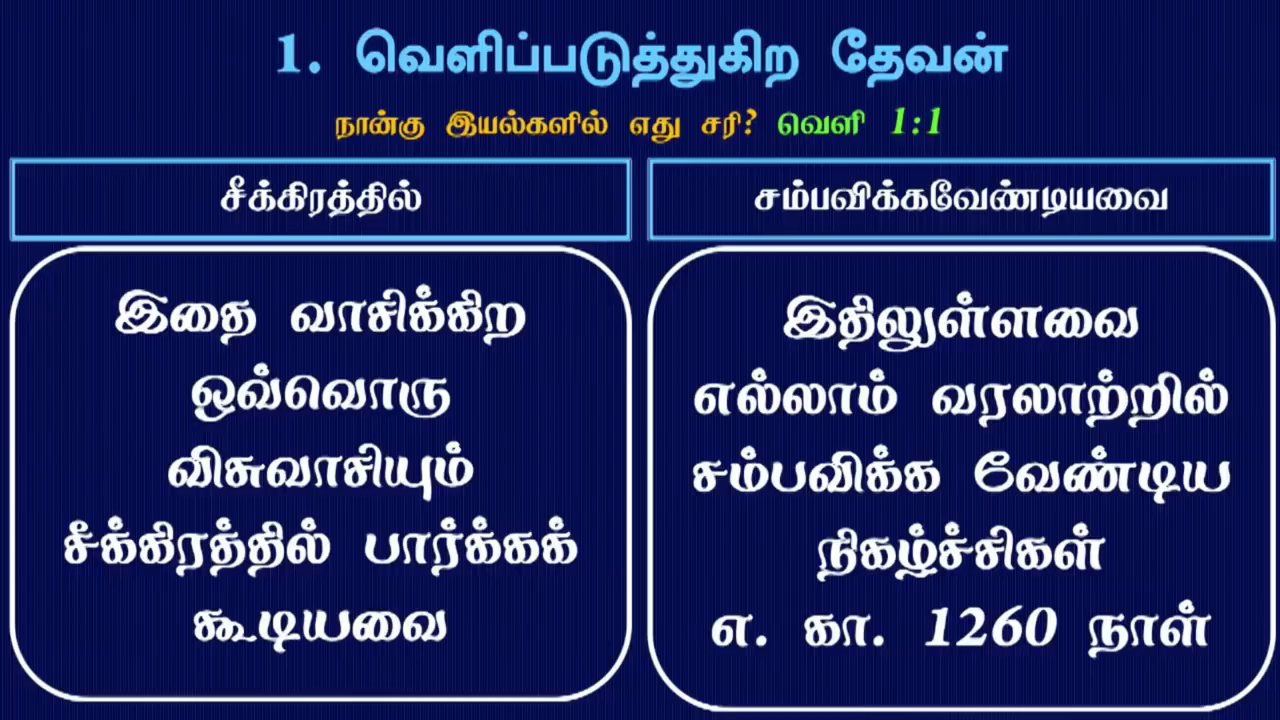 1. வெளிப்படுத்துகிற தேவன்
நான்கு இயல்களில் எது சரி? வெளி 1:1
சீக்கிரத்தில்
இதை வாசிக்கிற
ஒவ்வொரு
விசுவாசியும்
சீக்கிரத்தில் பார்க்கக்
கூடியவை
சம்பவிக்கவேண்டியவை
இதிலுள்ளவை
எல்லாம் வரலாற்றில்
சம்பவிக்க வேண்டிய
நிகழ்ச்சிகள்
எ. கா. 1260 நாள்